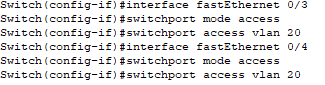 Switch(config-if)#interface fastEthernet 0/3
Switch(config-if)#switchport mode access
Switch(config-if)#switchport access vlan 20
Switch(config-if)#interface fastEthernet 0/4
Switch(config-if)#switchport mode access
Switch(config-if)#switchport access vlan 20